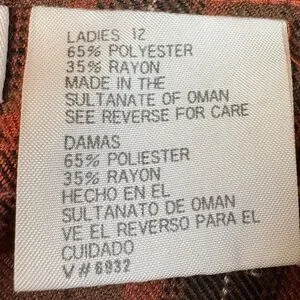 LADIES 12
65% POLYESTER
35% RAYON
MADE IN THE
SULTANATE OF OMAN
SEE REVERSE FOR CARE
DAMAS
65% POLIESTER
35% RAYON
HECHO EN EL
SULTANATO DE OMAN
VE EL REVERSO PARA EL
CUIDADO
V# 6932